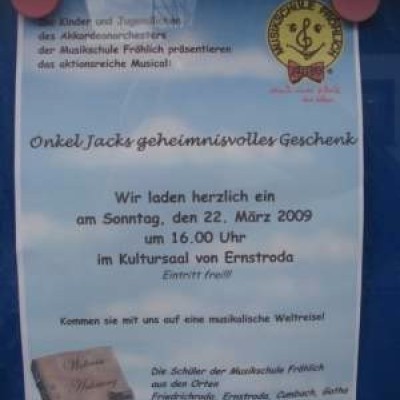 Die Kinder und Jugendlichen
des Akkordeonorchesters
der Musikschule Fröhlich präsentieren
das aktionsreiche Musical:
MUSIKSCHULE FRÖHLICH
Onkel Jacks geheimnisvolles Geschenk
Wir laden herzlich ein
am Sonntag, den 22. März 2009
um 16.00 Uhr
im Kultursaal von Ernstroda
Eintritt frei!!!
Kommen sie mit uns auf eine musikalische Weltreise!
Die Schüler der Musikschule Fröhlich
aus den Orten
Friedrichroda, Ernstroda, Cumbach, Gotha